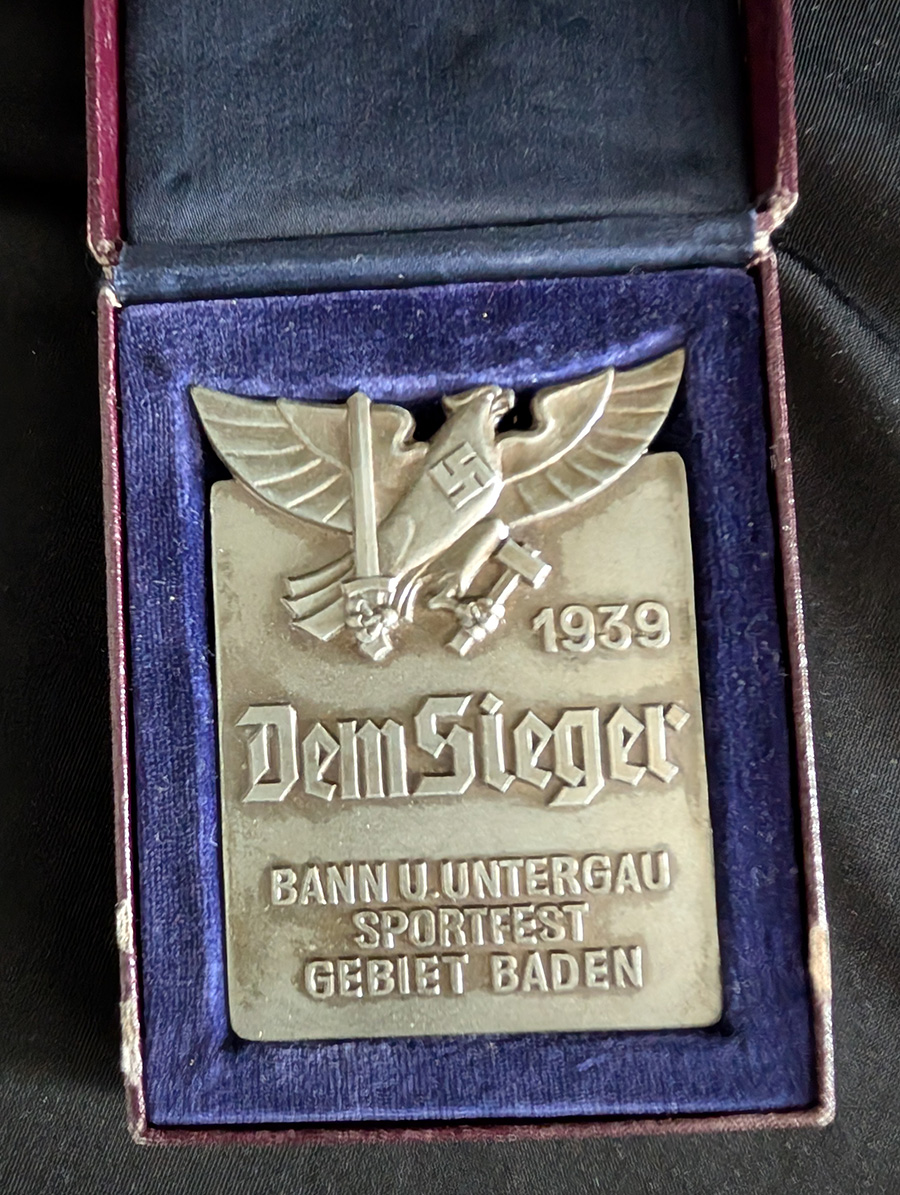 1939
Dem Sieger
BANN U. UNTERGAU
SPORTFEST
GEBIET BADEN